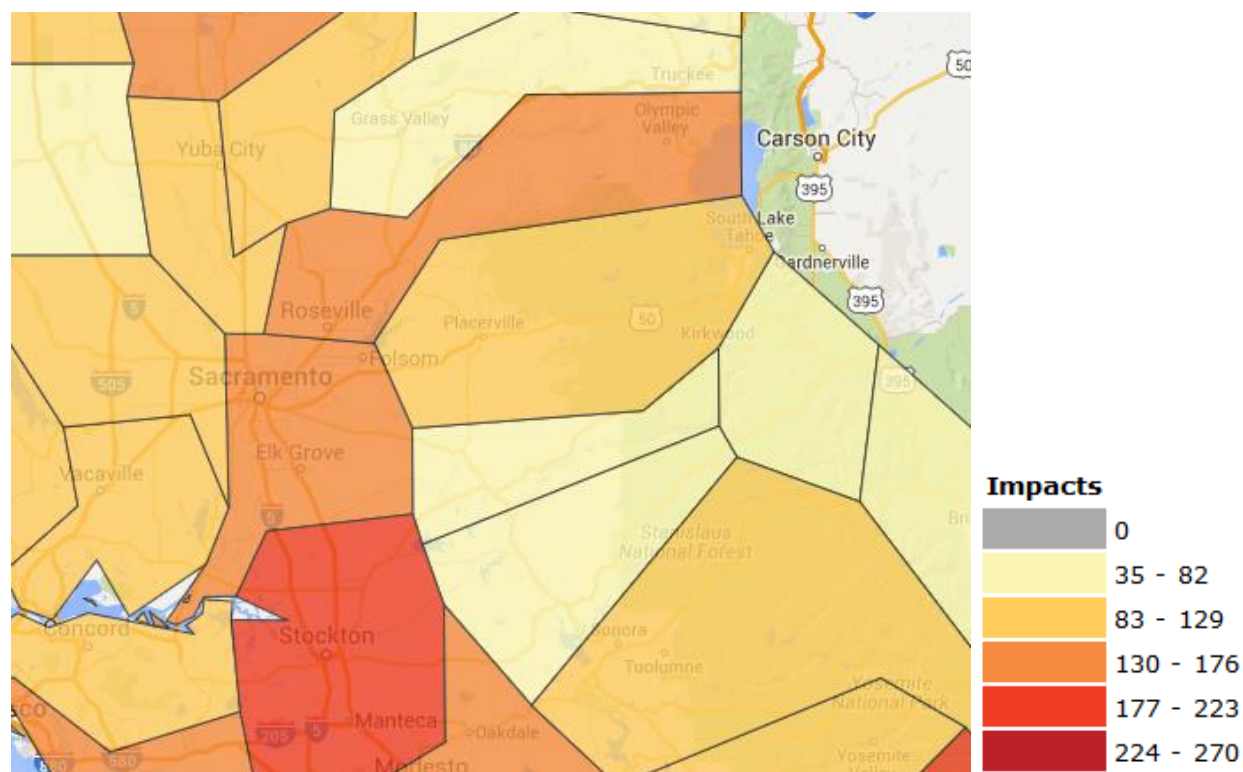 Truckee
50
Grass Valley
Olympic
Valley
Yuba City
Carson City
395
South Lake
Tahoe
Gardnerville
5
395
Roseville
Placerville
50
Kirkwood
Folsom
Sacramento
505
395
Elk Grove
Vacaville
5
Stanislaus
National Forest
Concord
Stockton
Sonora
Tuolumne
Yosemite
National Park
Manteca
205
5
Oakdale
Yosemite
Valley
Modesto
580
880
Impacts
0
35 - 82
83 - 129
130 - 176
177 - 223
224 - 270